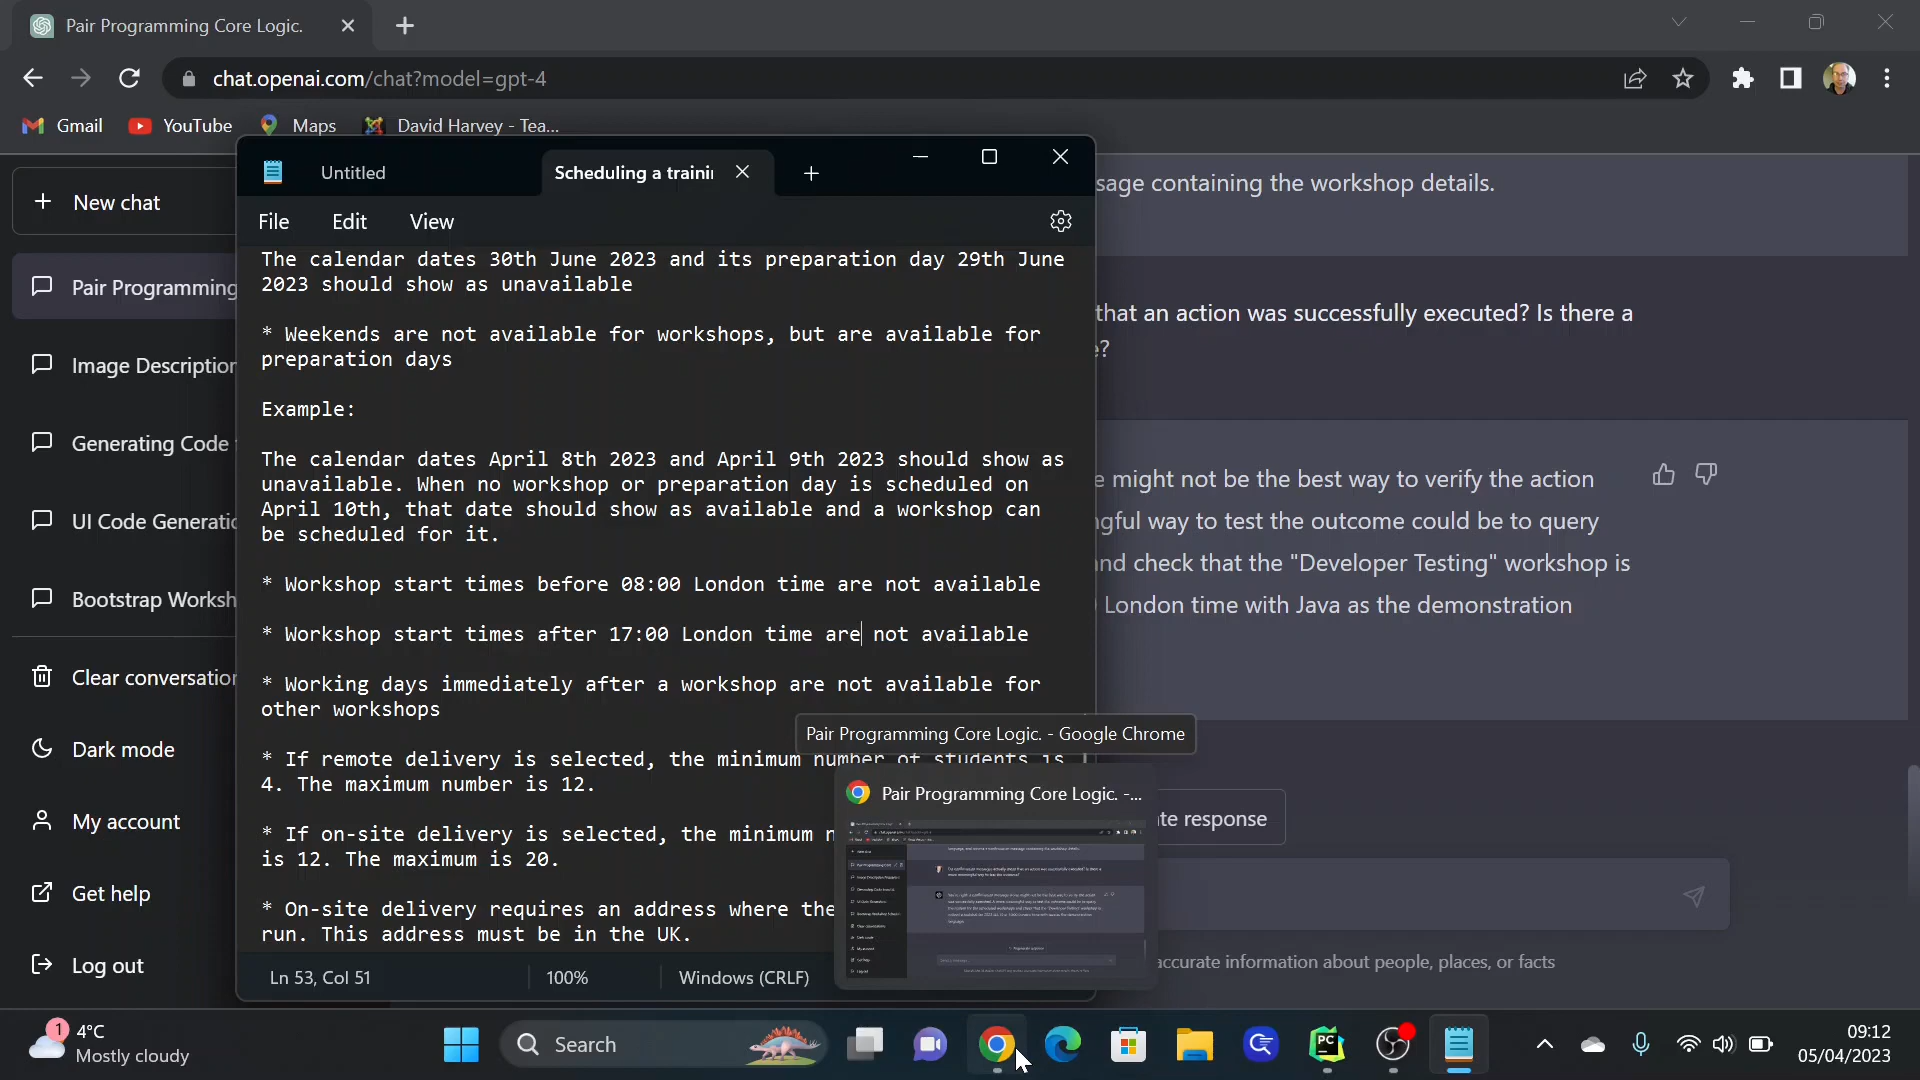 Pair Programming Core Logic.
chat.openai.com/chat?model=gpt-4
Gmail
YouTube
Maps
David Harvey - Tea...
New chat
Pair Programming
Image Description
Generating Code
UI Code Generatio
Bootstrap Worksh
Clear conversation
Dark mode
My account
Get help
Log out
Untitled
Scheduling a traini
File
Edit
View
The calendar dates 30th June 2023 and its preparation day 29th June
2023 should show as unavailable
* Weekends are not available for workshops, but are available for
preparation days
Example:
The calendar dates April 8th 2023 and April 9th 2023 should show as
unavailable. When no workshop or preparation day is scheduled on
April 10th, that date should show as available and a workshop can
be scheduled for it.
* Workshop start times before 08:00 London time are not available
* Workshop start times after 17:00 London time are not available
* Working days immediately after a workshop are not available for
other workshops
* If remote delivery is selected, the minimum number of students is
4. The maximum number is 12.
* If on-site delivery is selected, the minimum n
is 12. The maximum is 20.
* On-site delivery requires an address where the
run. This address must be in the UK.
Ln 53, Col 51
100%
Windows (CRLF)
sage containing the workshop details.
that an action was successfully executed? Is there a
e?
e might not be the best way to verify the action
gful way to test the outcome could be to query
nd check that the "Developer Testing" workshop is
London time with Java as the demonstration
Pair Programming Core Logic. - Google Chrome
Pair Programming Core Logic. -...
te response
accurate information about people, places, or facts
1
4°C
Mostly cloudy
Search
PC
09:12
05/04/2023